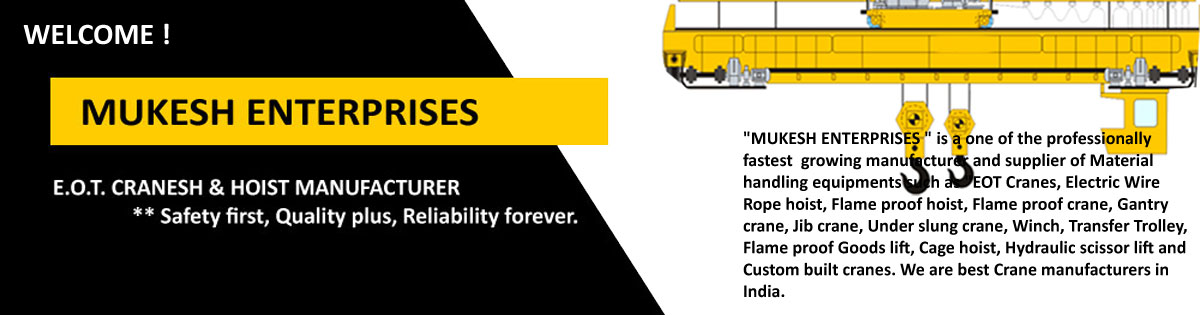 WELCOME !
MUKESH ENTERPRISES
E.O.T. CRANESH & HOIST MANUFACTURER
** Safety first, Quality plus, Reliability forever.
"MUKESH ENTERPRISES " is a one of the professionally
fastest growing manufacturer and supplier of Material
handling equipments such as "EOT Cranes, Electric Wire
Rope hoist, Flame proof hoist, Flame proof crane, Gantry
crane, Jib crane, Under slung crane, Winch, Transfer Trolley,
Flame proof Goods lift, Cage hoist, Hydraulic scissor lift and
Custom built cranes. We are best Crane manufacturers in
India.